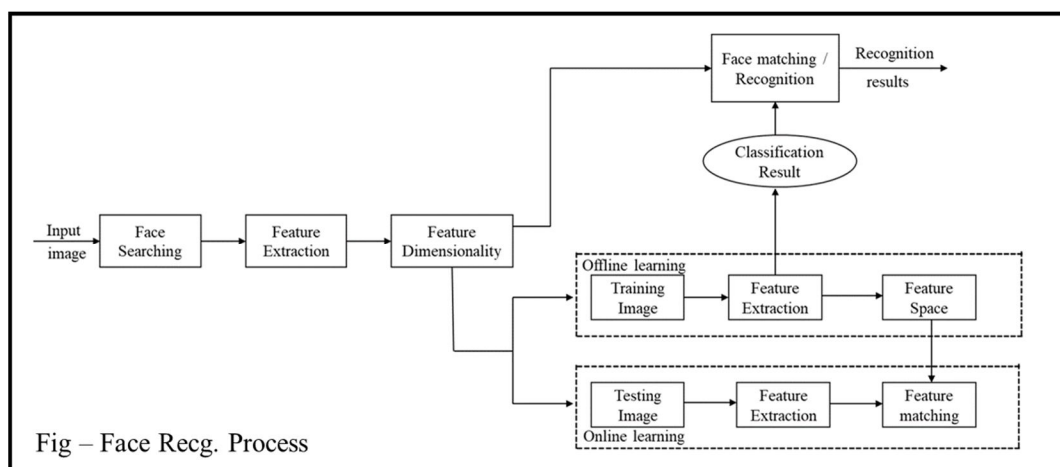 Face matching /
Recognition
Recognition
results
Classification
Result
Input
image
Face
Searching
Feature
Extraction
Feature
Dimensionality
Offline learning
Training
Image
Feature
Extraction
Feature
Space
Testing
Image
Feature
Extraction
Feature
matching
Online learning
Fig – Face Recg. Process